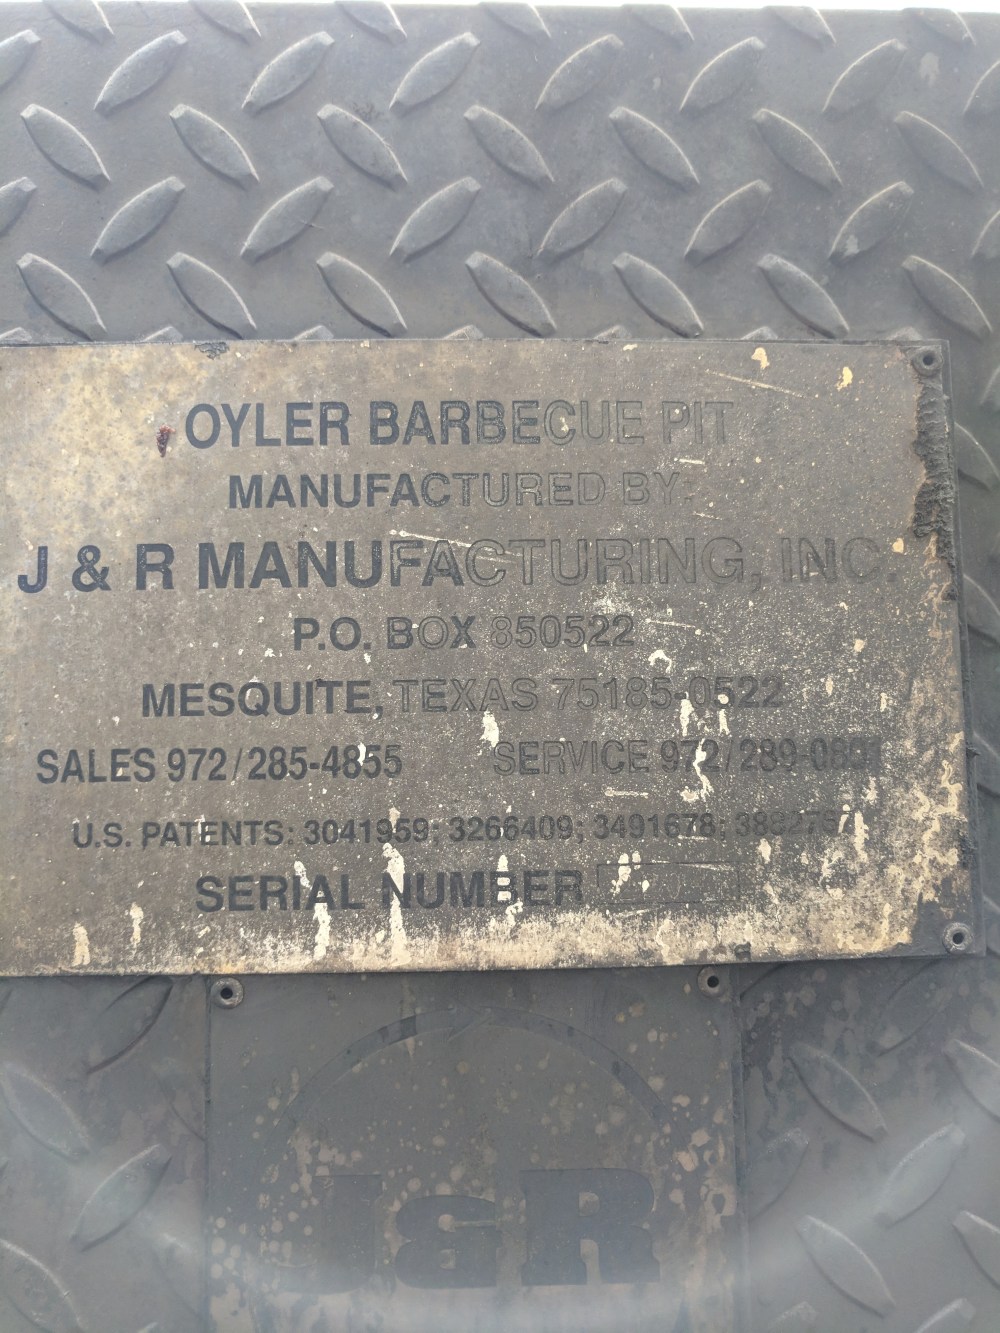 OYLER BARBECUE PIT
MANUFACTURED BY
J & R MANUFACTURING, INC.
P.O. BOX 850522
MESQUITE, TEXAS 75185-0522
SALES 972/285-4855 SERVICE
U.S. PATENTS: 3041959; 3266409; 3491678;
SERIAL NUMBER
J&R